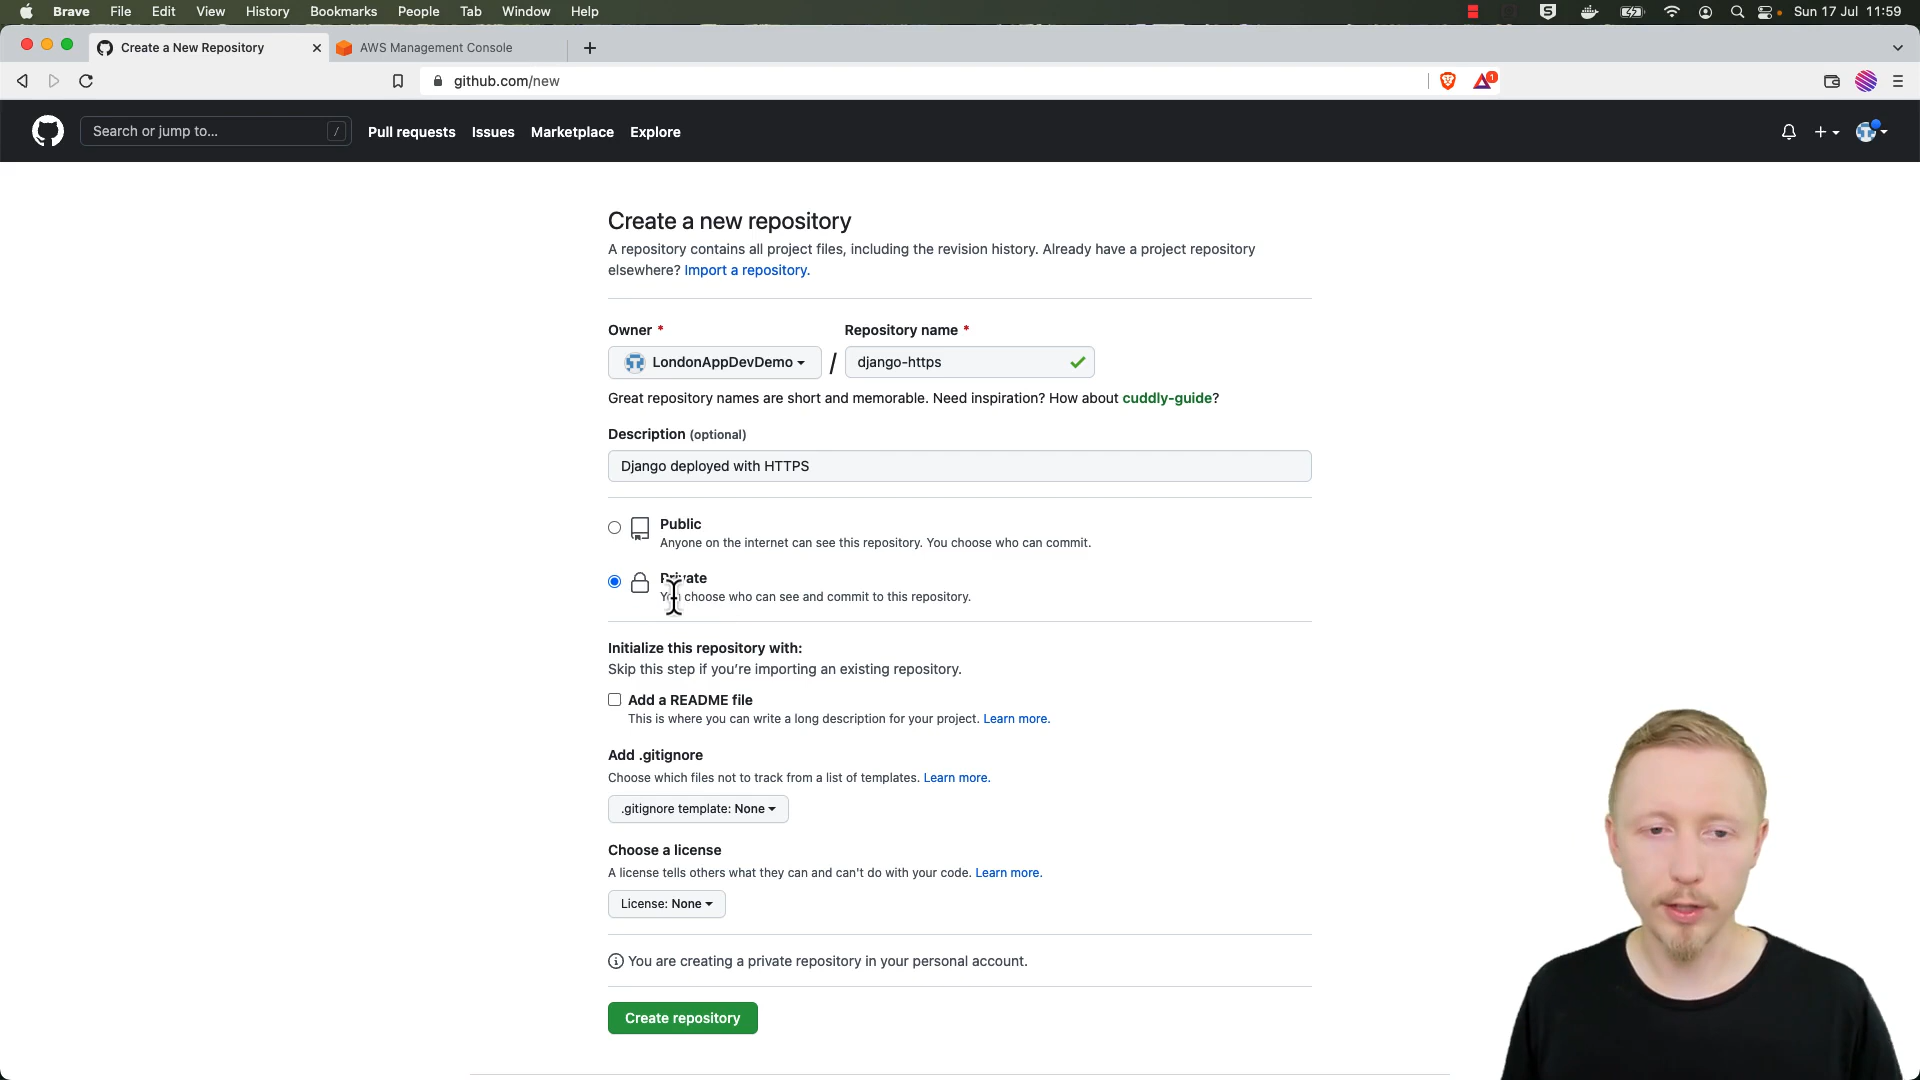 Brave File Edit View History Bookmarks People Tab Window Help Sun 17 Jul 11:59
Create a New Repository AWS Management Console
github.com/new 1
Search or jump to... / Pull requests Issues Marketplace Explore
Create a new repository
A repository contains all project files, including the revision history. Already have a project repository
elsewhere? Import a repository.
Owner * Repository name *
LondonAppDevDemo / django-https
Great repository names are short and memorable. Need inspiration? How about cuddly-guide?
Description (optional)
Django deployed with HTTPS
Public
Anyone on the internet can see this repository. You choose who can commit.
Private
You choose who can see and commit to this repository.
Initialize this repository with:
Skip this step if you’re importing an existing repository.
Add a README file
This is where you can write a long description for your project. Learn more.
Add .gitignore
Choose which files not to track from a list of templates. Learn more.
.gitignore template: None
Choose a license
A license tells others what they can and can't do with your code. Learn more.
License: None
You are creating a private repository in your personal account.
Create repository